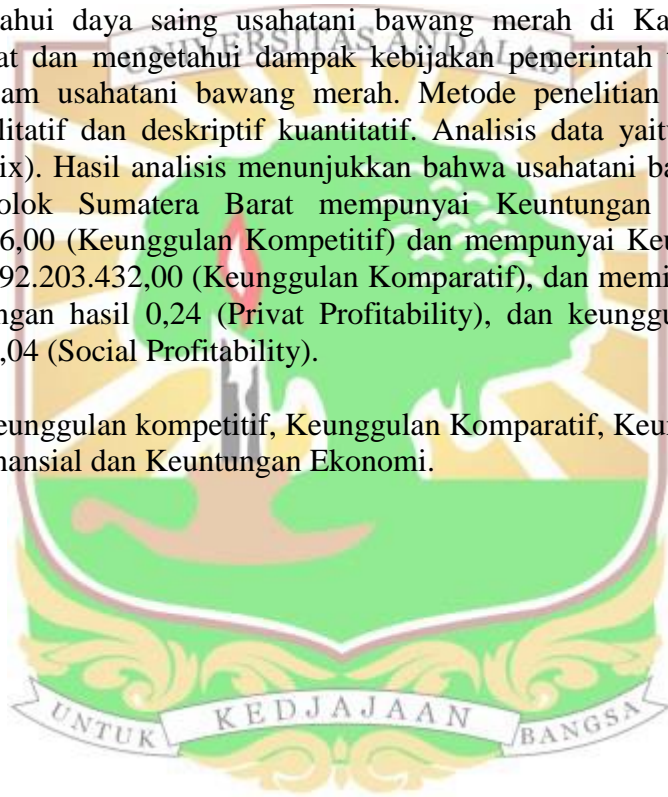 ahui daya saing usahatani bawang merah di Ka
at dan mengetahui dampak kebijakan pemerintah
UNIVERSITAS ANDALAS
am usahatani bawang merah. Metode penelitian
litatif dan deskriptif kuantitatif. Analisis data yait
ix). Hasil analisis menunjukkan bahwa usahatani ba
olok Sumatera Barat mempunyai Keuntungan
6,00 (Keunggulan Kompetitif) dan mempunyai Keu
92.203.432,00 (Keunggulan Komparatif), dan memi
ngan hasil 0,24 (Privat Profitability), dan keunggu
,04 (Social Profitability).
eunggulan kompetitif, Keunggulan Komparatif, Keu
nansial dan Keuntungan Ekonomi.
UNTUK KEDJAJAAN BANGSA